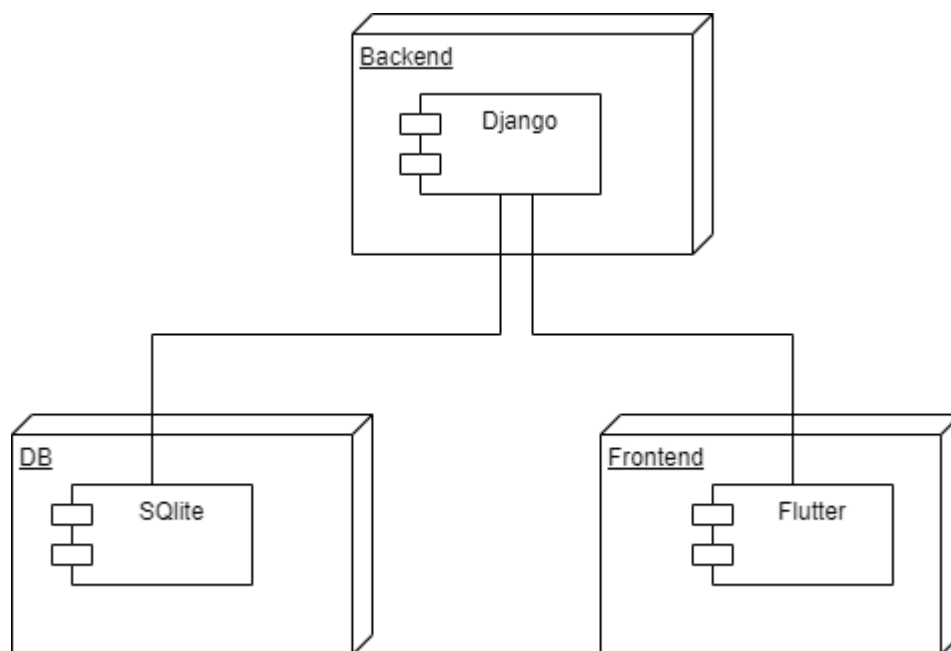 Backend
Django
DB
SQlite
Frontend
Flutter